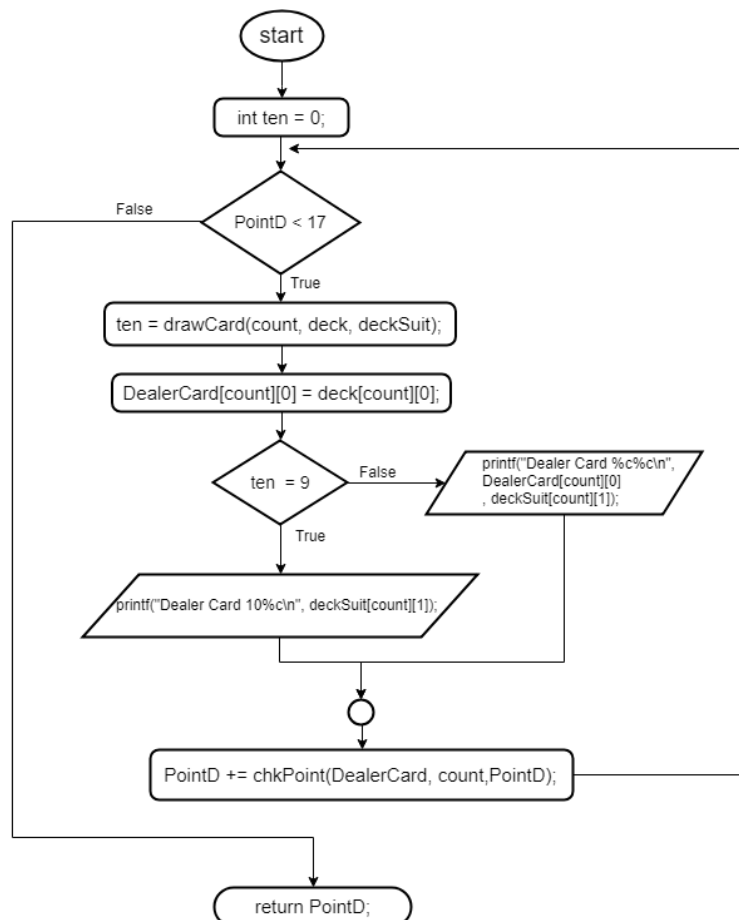 start
int ten = 0;
False
PointD < 17
True
ten = drawCard(count, deck, deckSuit);
DealerCard[count][0] = deck[count][0];
ten = 9
False
printf("Dealer Card %c%c\n",
DealerCard[count][0]
, deckSuit[count][1]);
True
printf("Dealer Card 10%c\n", deckSuit[count][1]);
PointD += chkPoint(DealerCard, count,PointD);
return PointD;